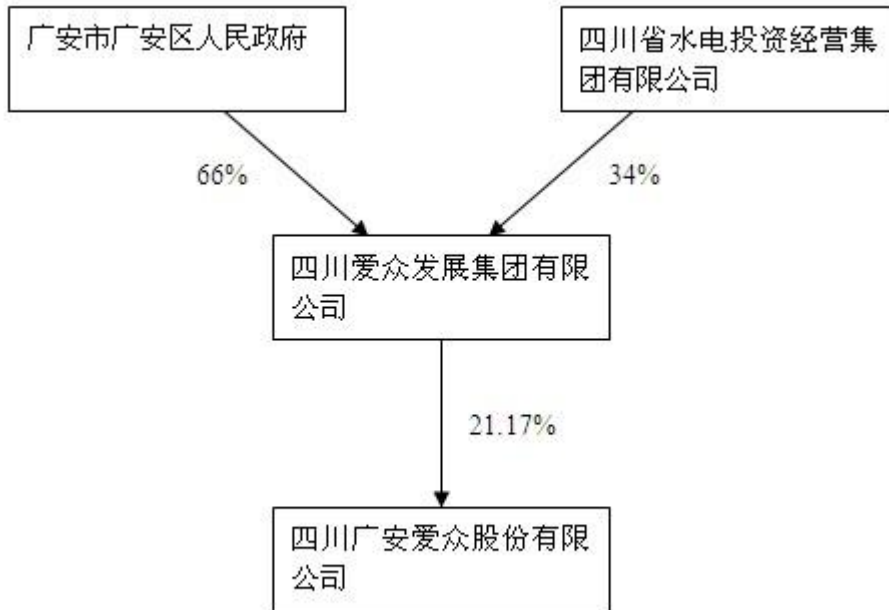 广安市广安区人民政府
四川省水电投资经营集
团有限公司
66%
34%
四川爱众发展集团有限
公司
21.17%
四川广安爱众股份有限
公司